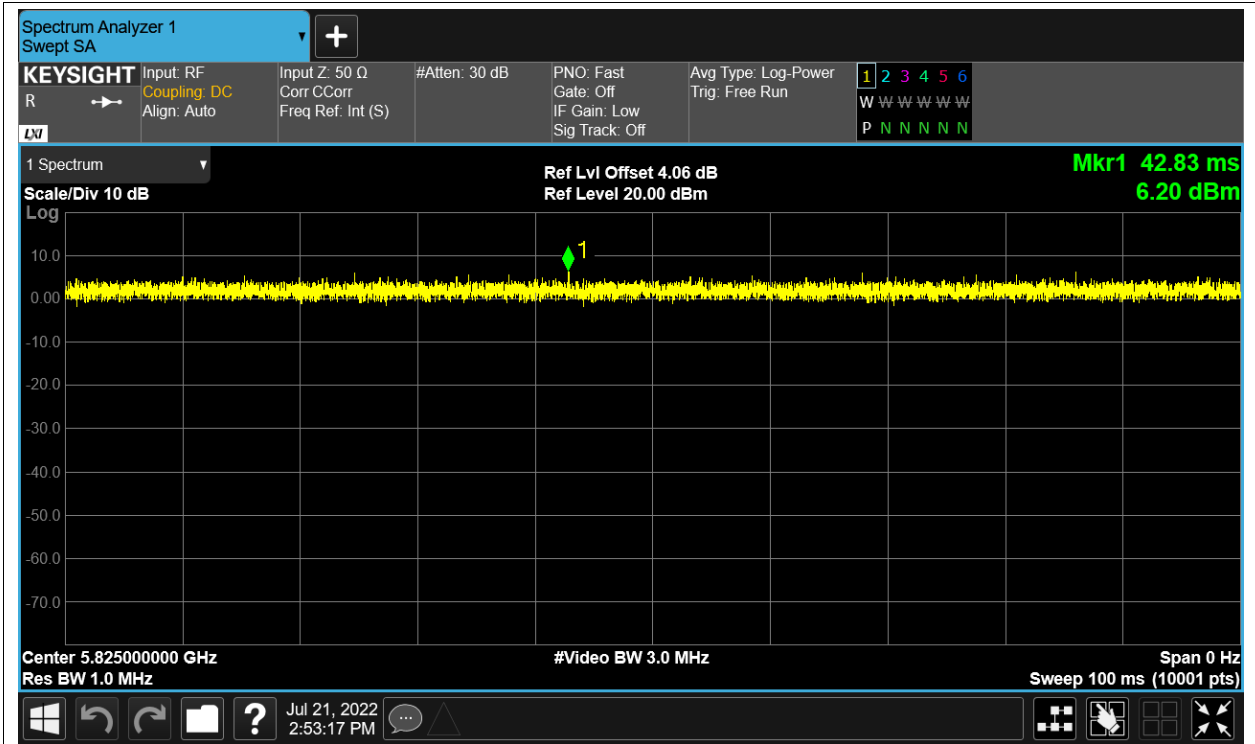 Spectrum Analyzer 1
Swept SA
KEYSIGHT
R
LXI
Input: RF
Coupling: DC
Align: Auto
Input Z: 50 Ω
Corr CCorr
Freq Ref: Int (S)
#Atten: 30 dB
PNO: Fast
Gate: Off
IF Gain: Low
Sig Track: Off
Avg Type: Log-Power
Trig: Free Run
1 2 3 4 5 6
W W W W W W
P N N N N N
1 Spectrum
Scale/Div 10 dB
Ref Lvl Offset 4.06 dB
Ref Level 20.00 dBm
Mkr1 42.83 ms
6.20 dBm
Log
1
10.0
0.00
-10.0
-20.0
-30.0
-40.0
-50.0
-60.0
-70.0
Center 5.825000000 GHz
Res BW 1.0 MHz
#Video BW 3.0 MHz
Span 0 Hz
Sweep 100 ms (10001 pts)
?
Jul 21, 2022
2:53:17 PM